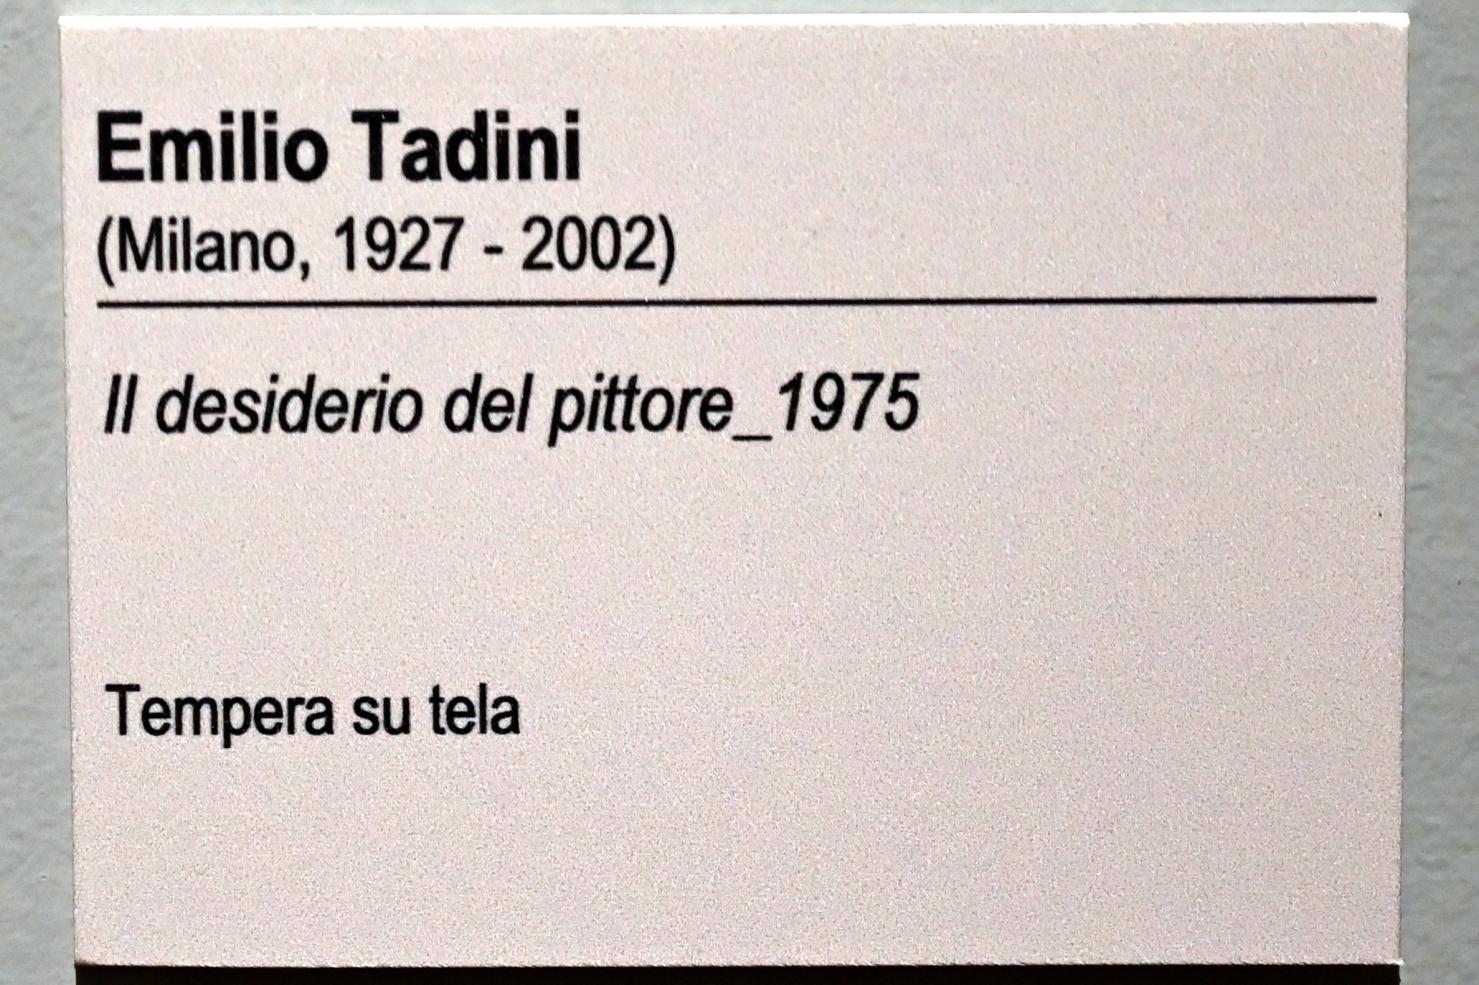 Emilio Tadini
(Milano, 1927 - 2002)
Il desiderio del pittore_1975
Tempera su tela